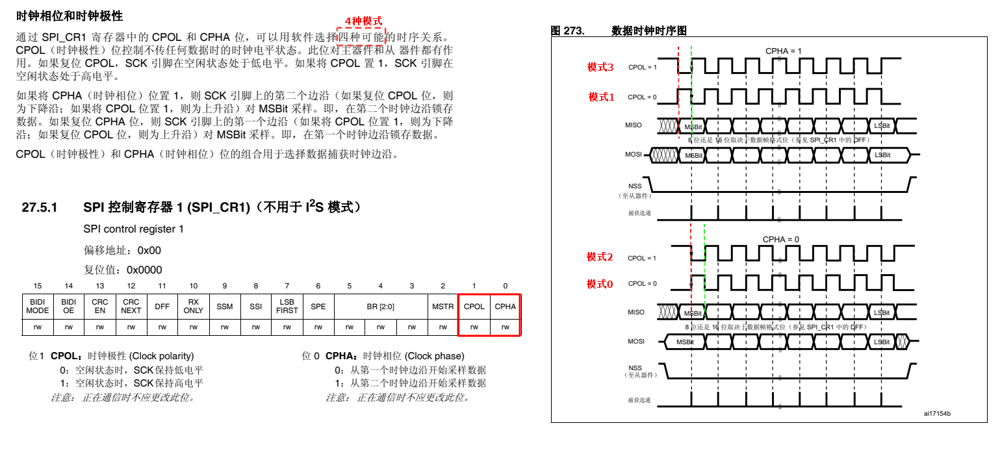 时钟相位和时钟极性
4种模式
通过 SPI_CR1 寄存器中的 CPOL 和 CPHA 位，可以用软件选择四种可能的时序关系。
CPOL（时钟极性）位控制不传任何数据时的时钟电平状态。此位对主器件和从 器件都有作
用。如果复位 CPOL，SCK 引脚在空闲状态处于低电平。如果将 CPOL 置 1，SCK 引脚在
空闲状态处于高电平。
如果将 CPHA（时钟相位）位置 1，则 SCK 引脚上的第二个边沿（如果复位 CPOL 位，则
为下降沿；如果将 CPOL 位置 1，则为上升沿）对 MSBit 采样。即，在第二个时钟边沿锁存
数据。如果复位 CPHA 位，则 SCK 引脚上的第一个边沿（如果将 CPOL 位置 1，则为下降
沿；如果复位 CPOL 位，则为上升沿）对 MSBit 采样。即，在第一个时钟边沿锁存数据。
CPOL（时钟极性）和 CPHA（时钟相位）位的组合用于选择数据捕获时钟边沿。
27.5.1 SPI 控制寄存器 1 (SPI_CR1)（不用于 I²S 模式）
SPI control register 1
偏移地址：0x00
复位值：0x0000
15 14 13 12 11 10 9 8 7 6 5 4 3 2 1 0
BIDI MODE BIDI OE CRC EN CRC NEXT DFF RX ONLY SSM SSI LSB FIRST SPE BR [2:0] MSTR CPOL CPHA
rw rw rw rw rw rw rw rw rw rw rw rw rw rw rw rw
位 1 CPOL：时钟极性 (Clock polarity)
0：空闲状态时，SCK 保持低电平
1：空闲状态时，SCK 保持高电平
注意： 正在通信时不应更改此位。
位 0 CPHA：时钟相位 (Clock phase)
0：从第一个时钟边沿开始采样数据
1：从第二个时钟边沿开始采样数据
注意： 正在通信时不应更改此位。
图 273. 数据时钟时序图
CPHA = 1
模式3 CPOL = 1
模式1 CPOL = 0
MISO MSBit LSBit
8 位还是 16 位取决于数据帧格式位（参见 SPI_CR1 中的 DFF）
MOSI MSBit LSBit
NSS
（至从器件）
捕获选通
CPHA = 0
模式2 CPOL = 1
模式0 CPOL = 0
MISO MSBit LSBit
8 位还是 16 位取决于数据帧格式位（参见 SPI_CR1 中的 DFF）
MOSI MSBit LSBit
NSS
（至从器件）
捕获选通
ai17154b